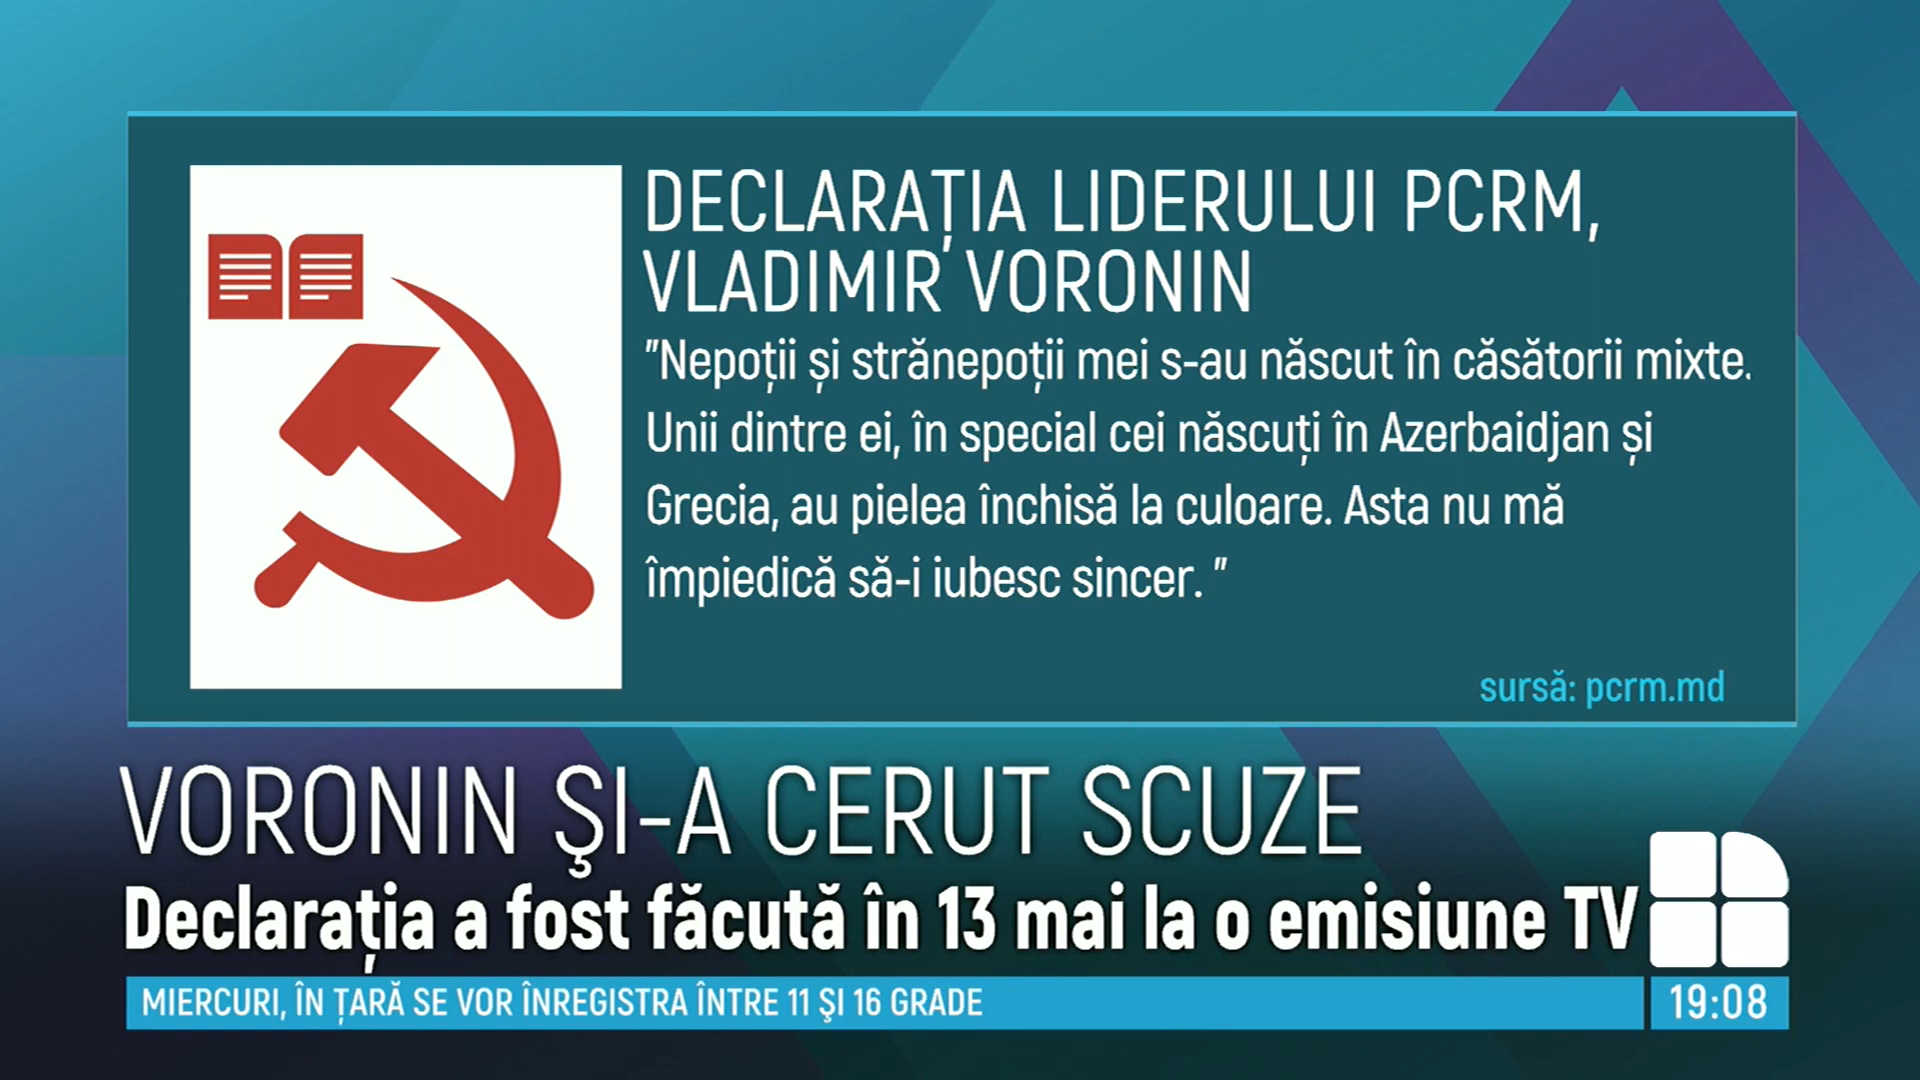 DECLARAȚIA LIDERULUI PCRM,
VLADIMIR VORONIN
"Nepoții și strănepoții mei s-au născut în căsătorii mixte.
Unii dintre ei, în special cei născuți în Azerbaidjan și
Grecia, au pielea închisă la culoare. Asta nu mă
împiedică să-i iubesc sincer. "
sursă: pcrm.md
VORONIN ŞI-A CERUT SCUZE
Declarația a fost făcută în 13 mai la o emisiune TV
MIERCURI, ÎN ȚARĂ SE VOR ÎNREGISTRA ÎNTRE 11 ŞI 16 GRADE
19:08